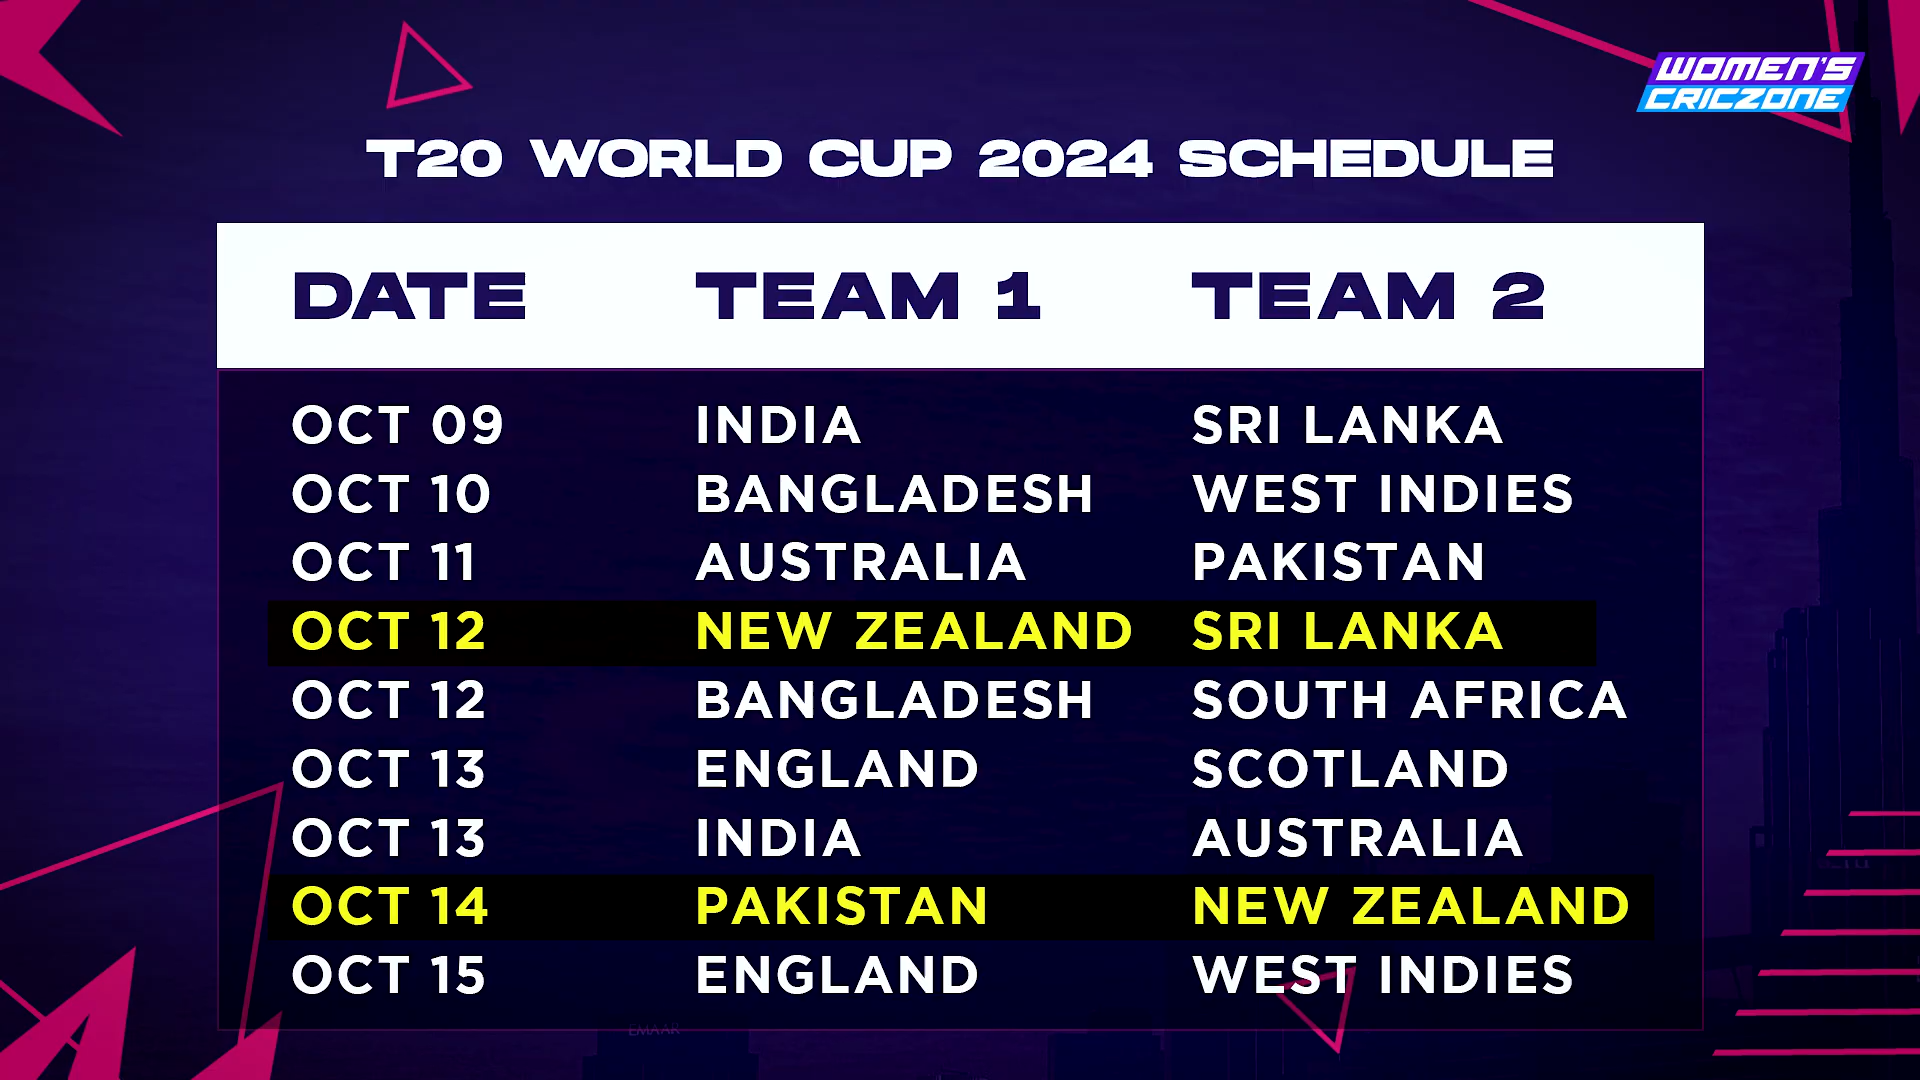 WOMEN'S
CRICZONE
T20 WORLD CUP 2024 SCHEDULE
DATE TEAM 1 TEAM 2
OCT 09 INDIA SRI LANKA
OCT 10 BANGLADESH WEST INDIES
OCT 11 AUSTRALIA PAKISTAN
OCT 12 NEW ZEALAND SRI LANKA
OCT 12 BANGLADESH SOUTH AFRICA
OCT 13 ENGLAND SCOTLAND
OCT 13 INDIA AUSTRALIA
OCT 14 PAKISTAN NEW ZEALAND
OCT 15 ENGLAND WEST INDIES
EMAAR